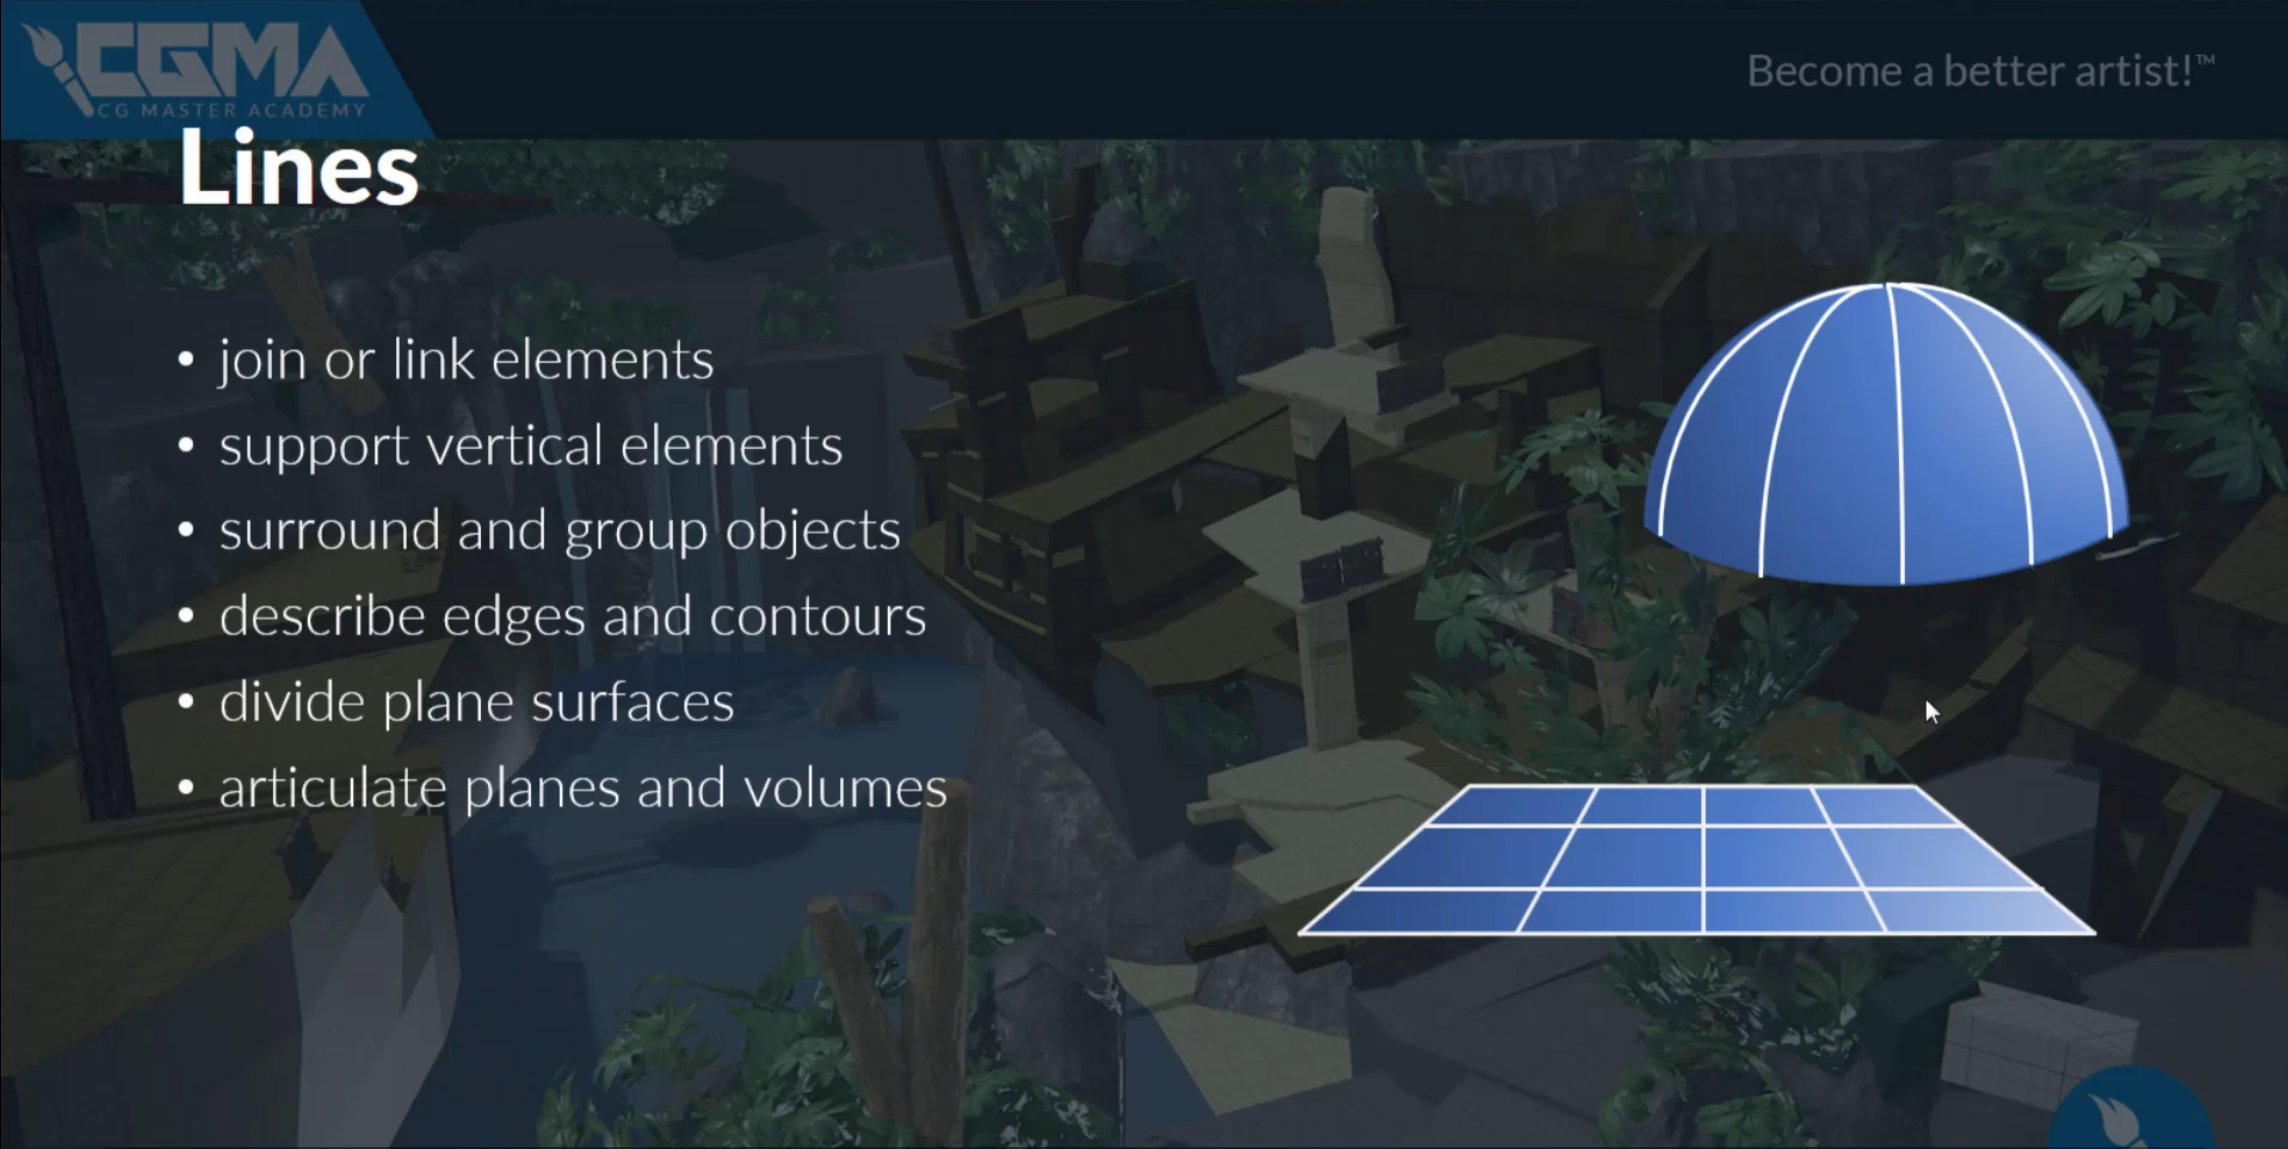 CGMA
CG MASTER ACADEMY
Become a better artist!™
Lines
• join or link elements
• support vertical elements
• surround and group objects
• describe edges and contours
• divide plane surfaces
• articulate planes and volumes